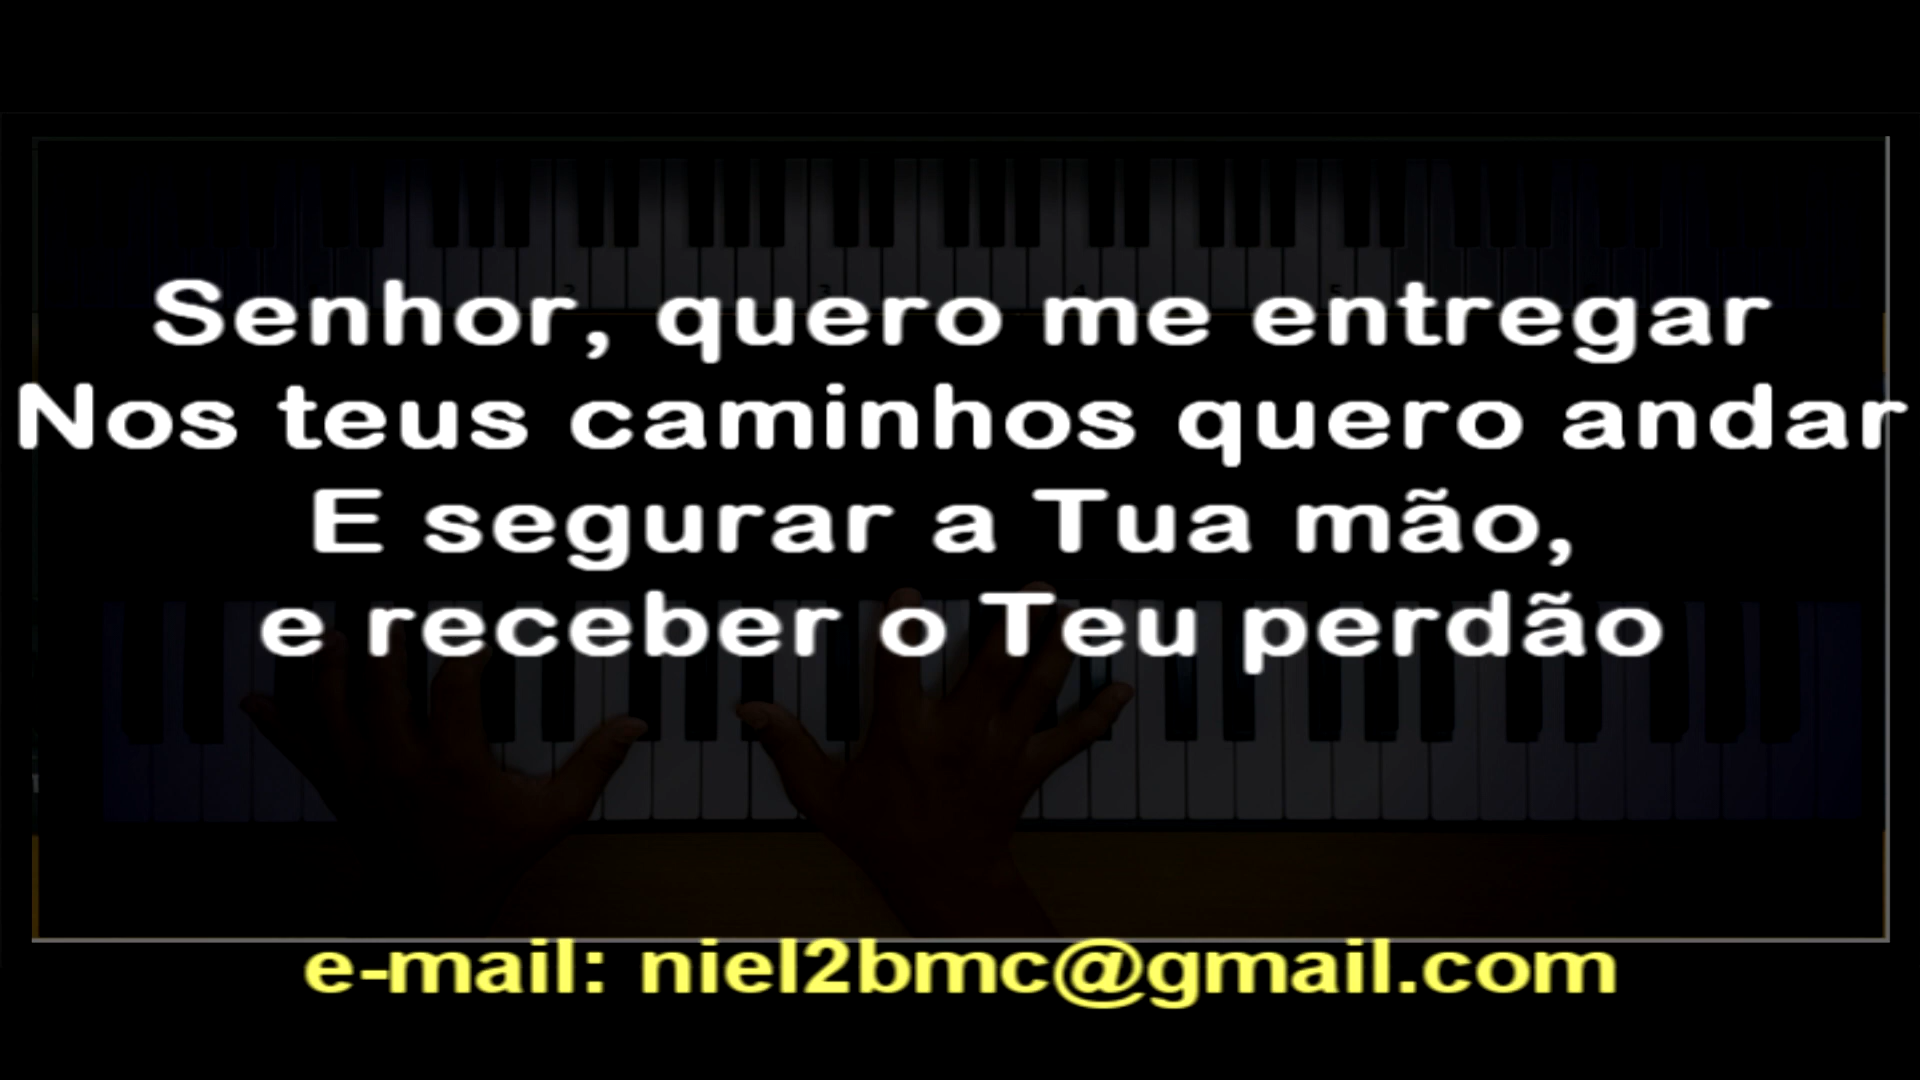 Senhor, quero me entregar
Nos teus caminhos quero andar
E segurar a Tua mão,
e receber o Teu perdão
e-mail: niel2bmc@gmail.com